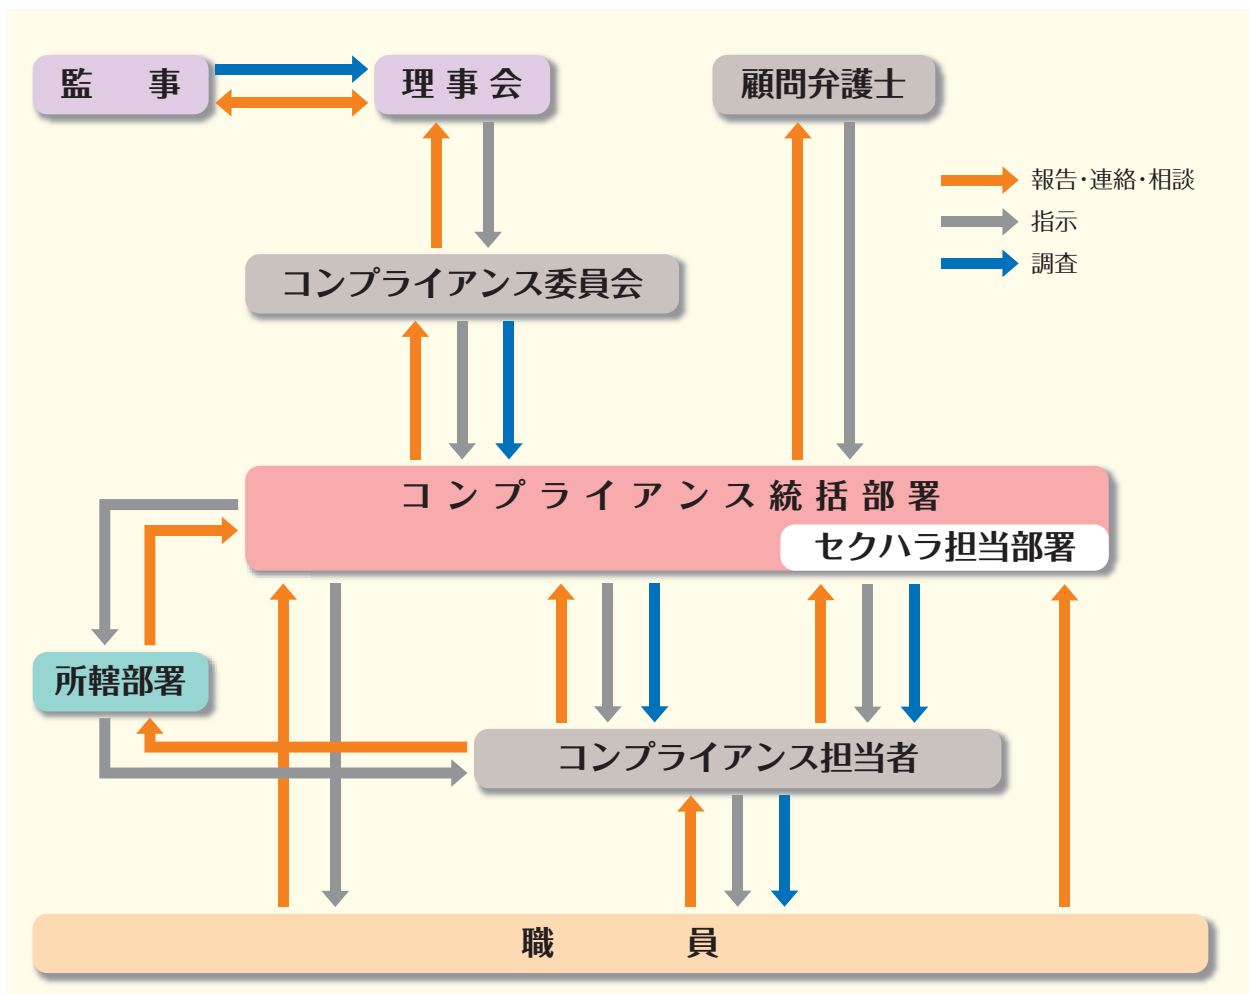 監　事
理事会
顧問弁護士
報告・連絡・相談
指示
調査
コンプライアンス委員会
コンプライアンス統括部署
セクハラ担当部署
所轄部署
コンプライアンス担当者
職　員